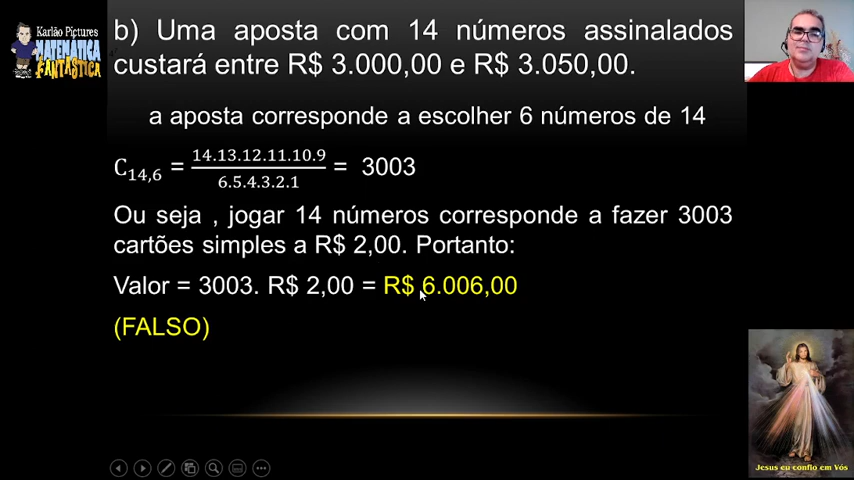 Karlão Pictures
MATEMÁTICA
FANTÁSTICA
b) Uma aposta com 14 números assinalados
custará entre R$ 3.000,00 e R$ 3.050,00.
a aposta corresponde a escolher 6 números de 14
C14,6 = 14.13.12.11.10.9 / 6.5.4.3.2.1 = 3003
Ou seja , jogar 14 números corresponde a fazer 3003
cartões simples a R$ 2,00. Portanto:
Valor = 3003. R$ 2,00 = R$ 6.006,00
(FALSO)
Jesus eu confio em Vós